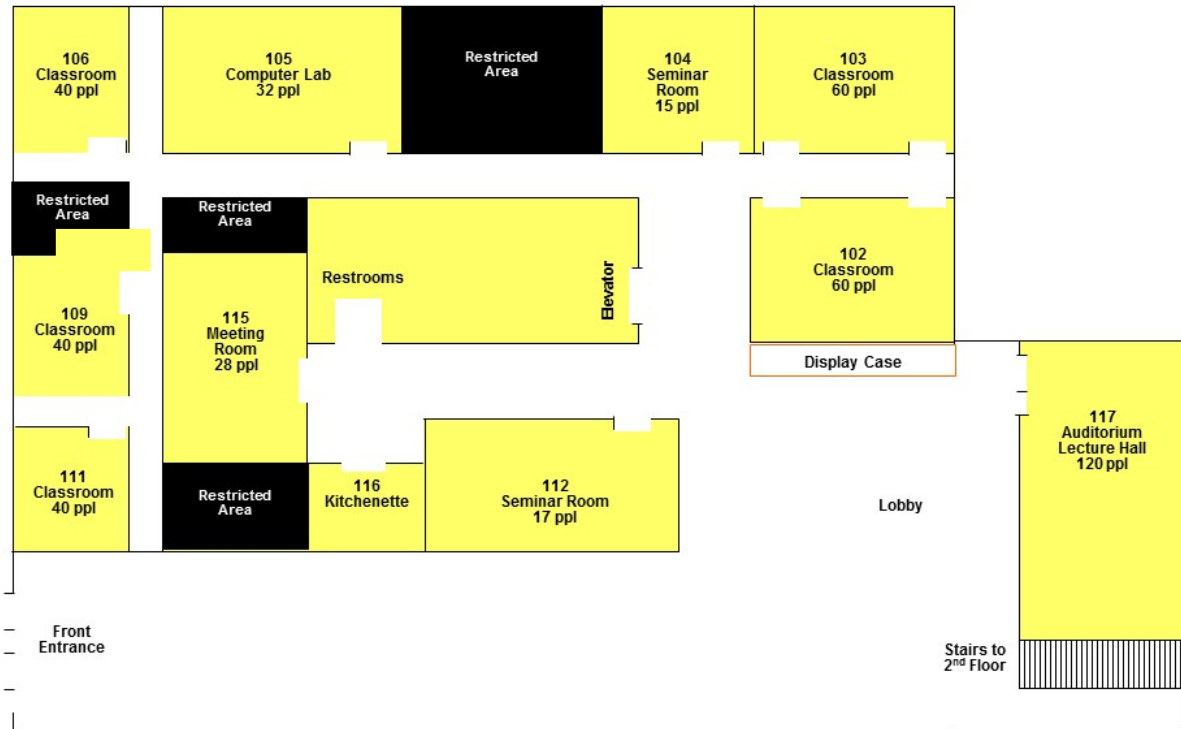 106
Classroom
40 ppl
105
Computer Lab
32 ppl
Restricted
Area
104
Seminar
Room
15 ppl
103
Classroom
60 ppl
Restricted
Area
Restricted
Area
Restrooms
Elevator
102
Classroom
60 ppl
109
Classroom
40 ppl
115
Meeting
Room
28 ppl
Display Case
117
Auditorium
Lecture Hall
120 ppl
111
Classroom
40 ppl
Restricted
Area
116
Kitchenette
112
Seminar Room
17 ppl
Lobby
Front
Entrance
Stairs to
2nd Floor